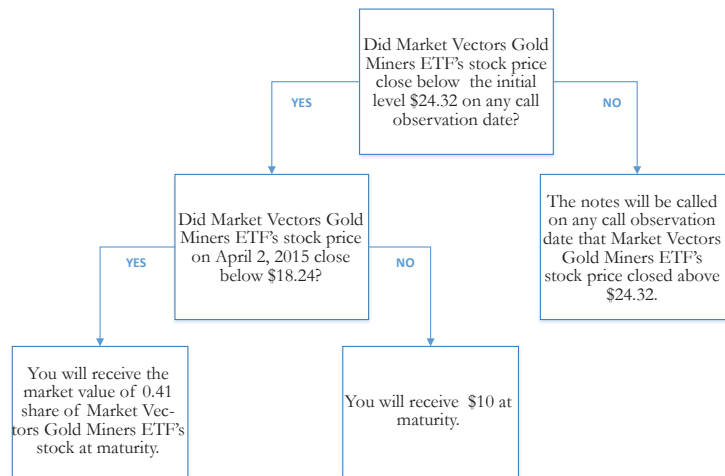 Did Market Vectors Gold
Miners ETF's stock price
close below the initial
level $24.32 on any call
observation date?
YES
NO
Did Market Vectors Gold
Miners ETF's stock price
on April 2, 2015 close
below $18.24?
The notes will be called
on any call observation
date that Market Vectors
Gold Miners ETF's
stock price closed above
$24.32.
YES
NO
You will receive the
market value of 0.41
share of Market Vec-
tors Gold Miners ETF's
stock at maturity.
You will receive $10 at
maturity.